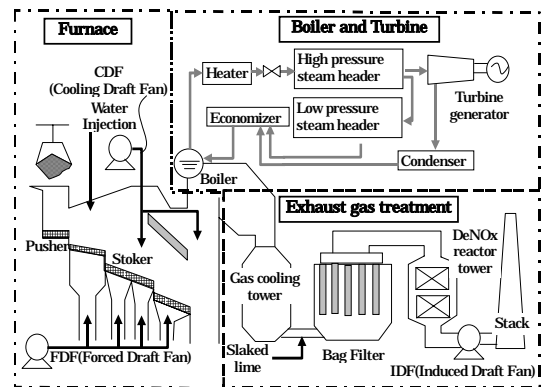 Furnace
CDF
(Cooling Draft Fan)
Water
Injection
Pusher
Stoker
FDF(Forced Draft Fan)
Boiler and Turbine
Heater
High pressure
steam header
Low pressure
steam header
Economizer
Turbine
generator
Condenser
Boiler
Exhaust gas treatment
Gas cooling
tower
Slaked
lime
Bag Filter
DeNOx
reactor
tower
Stack
IDF(Induced Draft Fan)